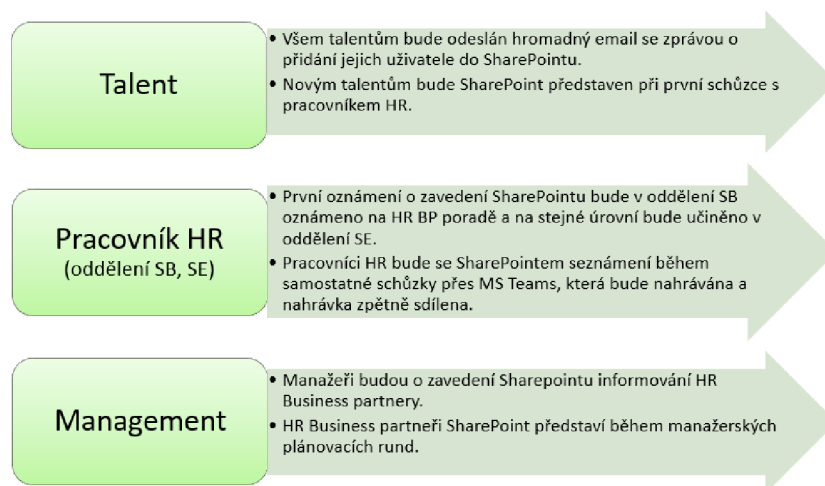 Talent
• Všem talentům bude odeslán hromadný email se zprávou o
přidání jejich uživatele do SharePointu.
• Novým talentům bude SharePoint představen při první schůzce s
pracovníkem HR.
Pracovník HR
(oddělení SB, SE)
• První oznámení o zavedení SharePointu bude v oddělení SB
oznámeno na HR BP poradě a na stejné úrovní bude učiněno v
oddělení SE.
• Pracovníci HR bude se SharePointem seznámení během
samostatné schůzky přes MS Teams, která bude nahrávána a
nahrávka zpětně sdílena.
Management
• Manažeři budou o zavedení Sharepointu informování HR
Business partnery.
• HR Business partneři SharePoint představí během manažerských
plánovacích rund.